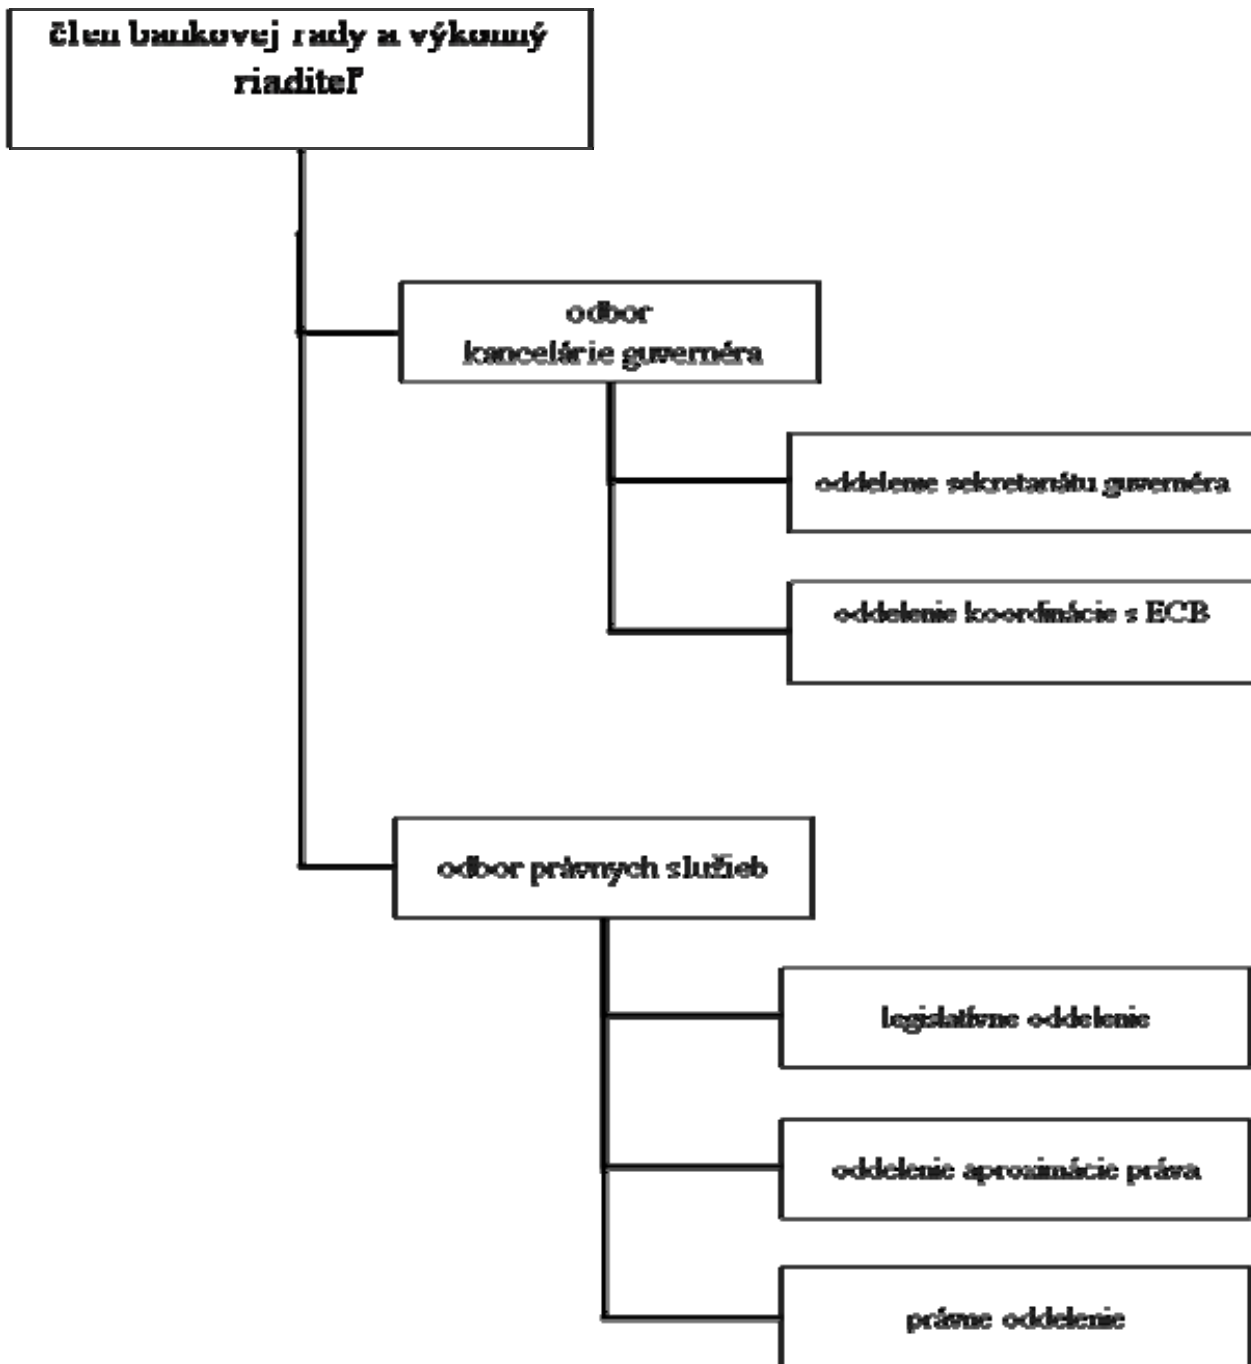 člen bankovej rady a výkonný
riaditeľ
odbor
kancelárie guvernéra
oddelenie sekretariátu guvernéra
oddelenie koordinácie s ECB
odbor právnych služieb
legislatívne oddelenie
oddelenie aproximácie práva
právne oddelenie